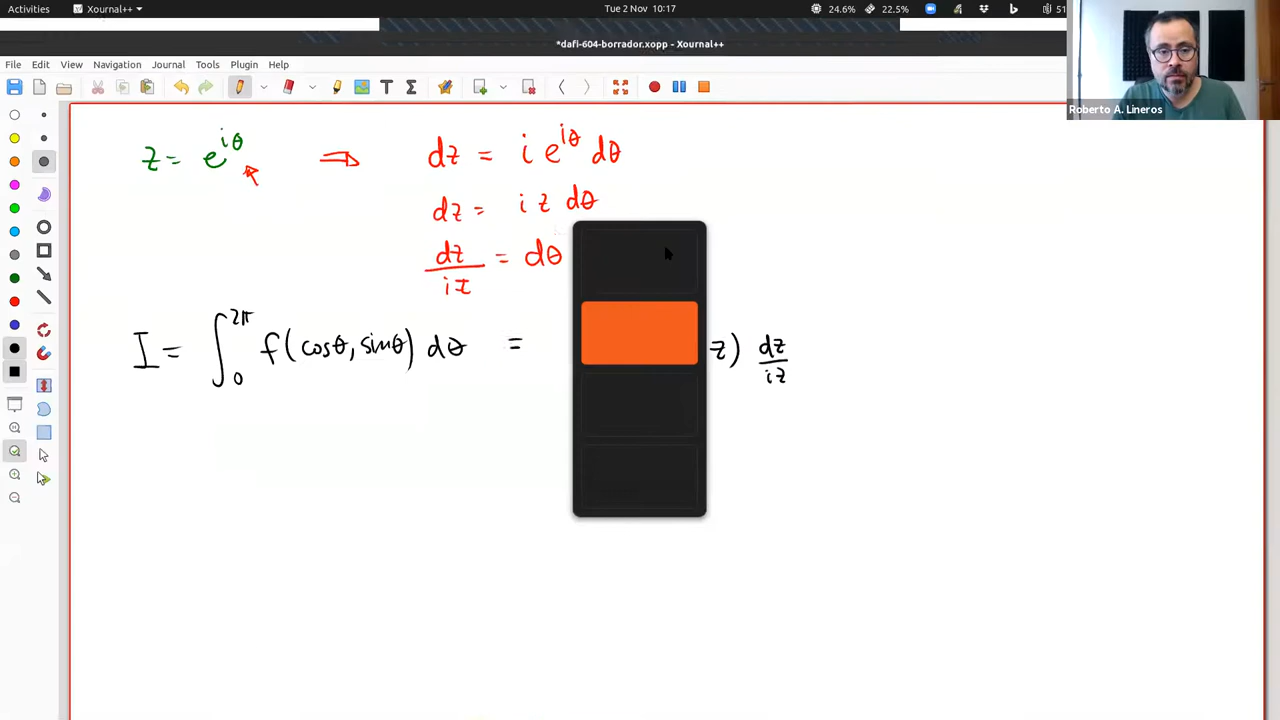 Activities Xournal++ Tue 2 Nov 10:17 24.6% 22.5%
*dafi-604-borrador.xopp - Xournal++
File Edit View Navigation Journal Tools Plugin Help
Roberto A. Lineros
z = e^{iθ} ⇒ dz = i e^{iθ} dθ
dz = i z dθ
dz/iz = dθ
I = ∫_0^{2π} f(cosθ, sinθ) dθ = z) dz/iz